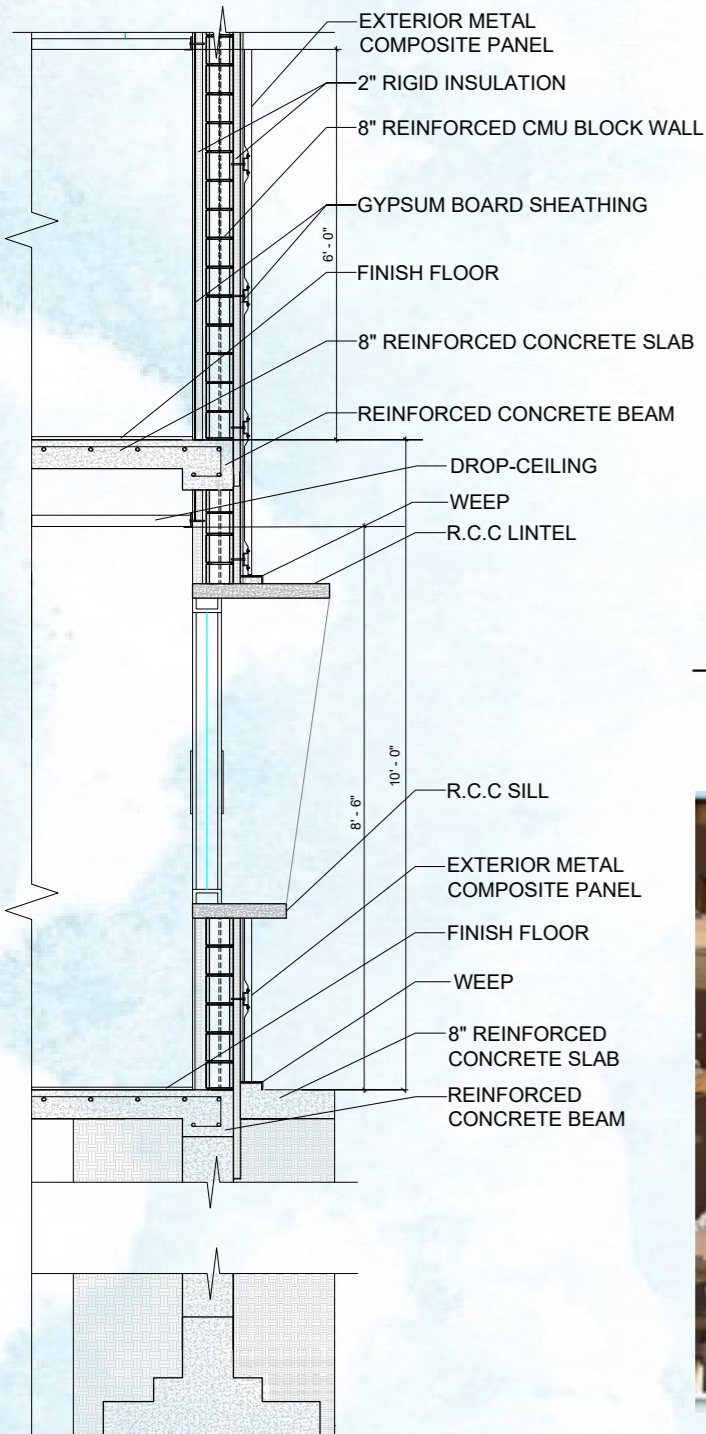 EXTERIOR METAL
COMPOSITE PANEL
2" RIGID INSULATION
8" REINFORCED CMU BLOCK WALL
GYPSUM BOARD SHEATHING
6' - 0"
FINISH FLOOR
8" REINFORCED CONCRETE SLAB
REINFORCED CONCRETE BEAM
DROP-CEILING
WEEP
R.C.C LINTEL
10' - 0"
8' - 6"
R.C.C SILL
EXTERIOR METAL
COMPOSITE PANEL
FINISH FLOOR
WEEP
8" REINFORCED
CONCRETE SLAB
REINFORCED
CONCRETE BEAM